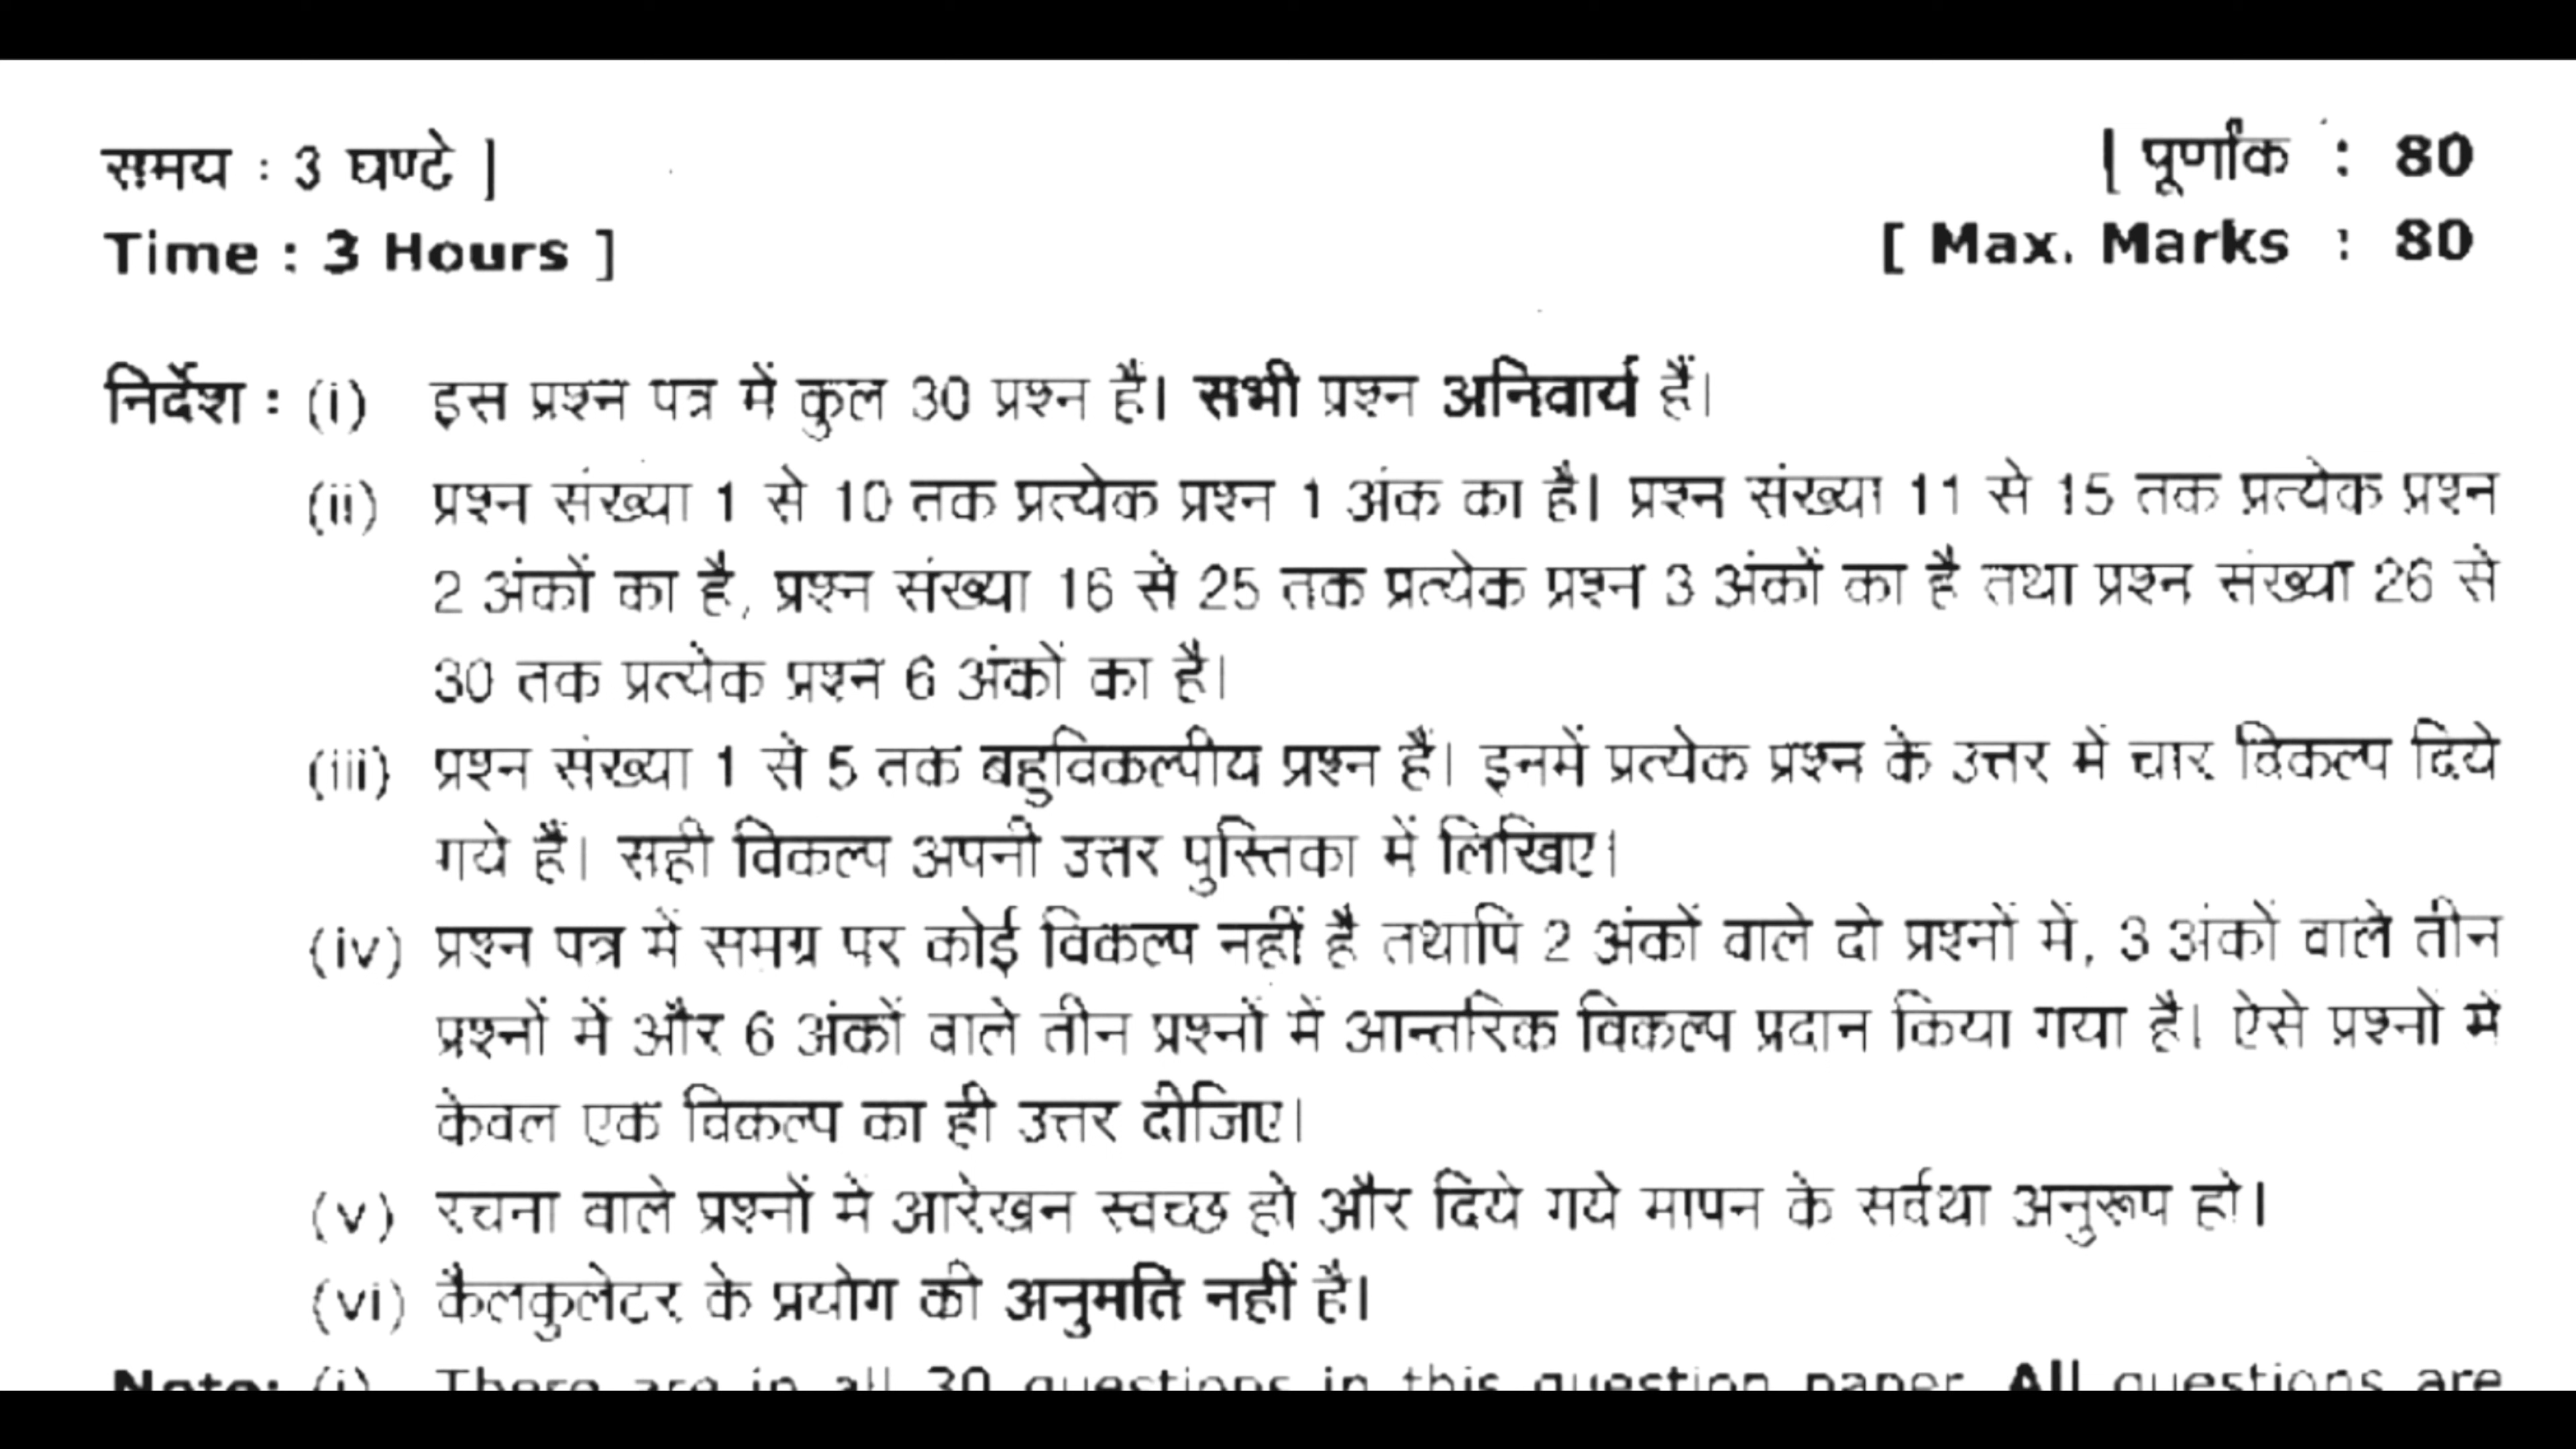 समय : 3 घण्टे ]
[ पूर्णांक : 80
Time : 3 Hours ]
[ Max. Marks : 80
निर्देश : (i) इस प्रश्न पत्र में कुल 30 प्रश्न हैं। सभी प्रश्न अनिवार्य हैं।
(ii) प्रश्न संख्या 1 से 10 तक प्रत्येक प्रश्न 1 अंक का है। प्रश्न संख्या 11 से 15 तक प्रत्येक प्रश्न
2 अंकों का है, प्रश्न संख्या 16 से 25 तक प्रत्येक प्रश्न 3 अंकों का है तथा प्रश्न संख्या 26 से
30 तक प्रत्येक प्रश्न 6 अंकों का है।
(iii) प्रश्न संख्या 1 से 5 तक बहुविकल्पीय प्रश्न हैं। इनमें प्रत्येक प्रश्न के उत्तर में चार विकल्प दिये
गये हैं। सही विकल्प अपनी उत्तर पुस्तिका में लिखिए।
(iv) प्रश्न पत्र में समग्र पर कोई विकल्प नहीं है तथापि 2 अंकों वाले दो प्रश्नों में, 3 अंकों वाले तीन
प्रश्नों में और 6 अंकों वाले तीन प्रश्नों में आन्तरिक विकल्प प्रदान किया गया है। ऐसे प्रश्नों में
केवल एक विकल्प का ही उत्तर दीजिए।
(v) रचना वाले प्रश्नों में आरेखन स्वच्छ हो और दिये गये मापन के सर्वथा अनुरूप हो।
(vi) कैलकुलेटर के प्रयोग की अनुमति नहीं है।
Note: (i) There are in all 30 questions in this question paper. All questions are